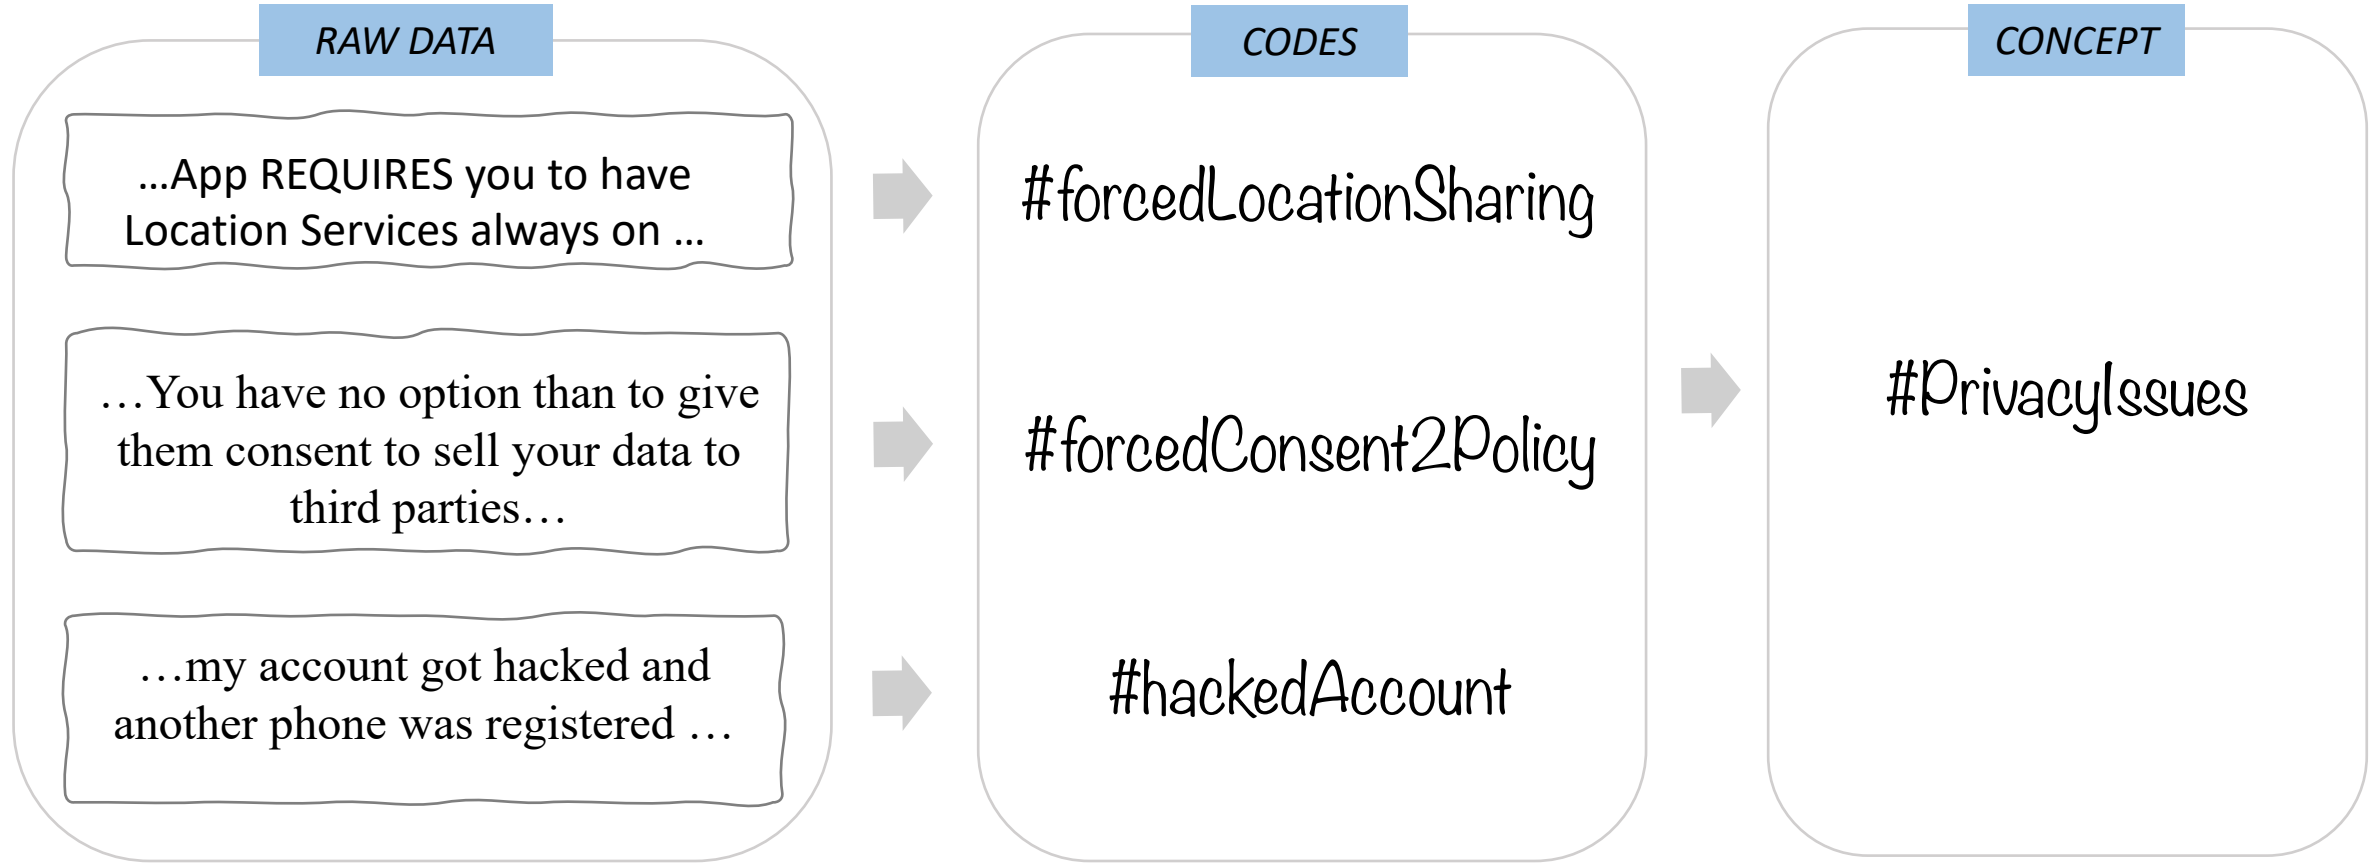 RAW DATA
…App REQUIRES you to have
Location Services always on …
…You have no option than to give
them consent to sell your data to
third parties…
…my account got hacked and
another phone was registered …
CODES
#forcedLocationSharing
#forcedConsent2Policy
#hackedAccount
CONCEPT
#PrivacyIssues